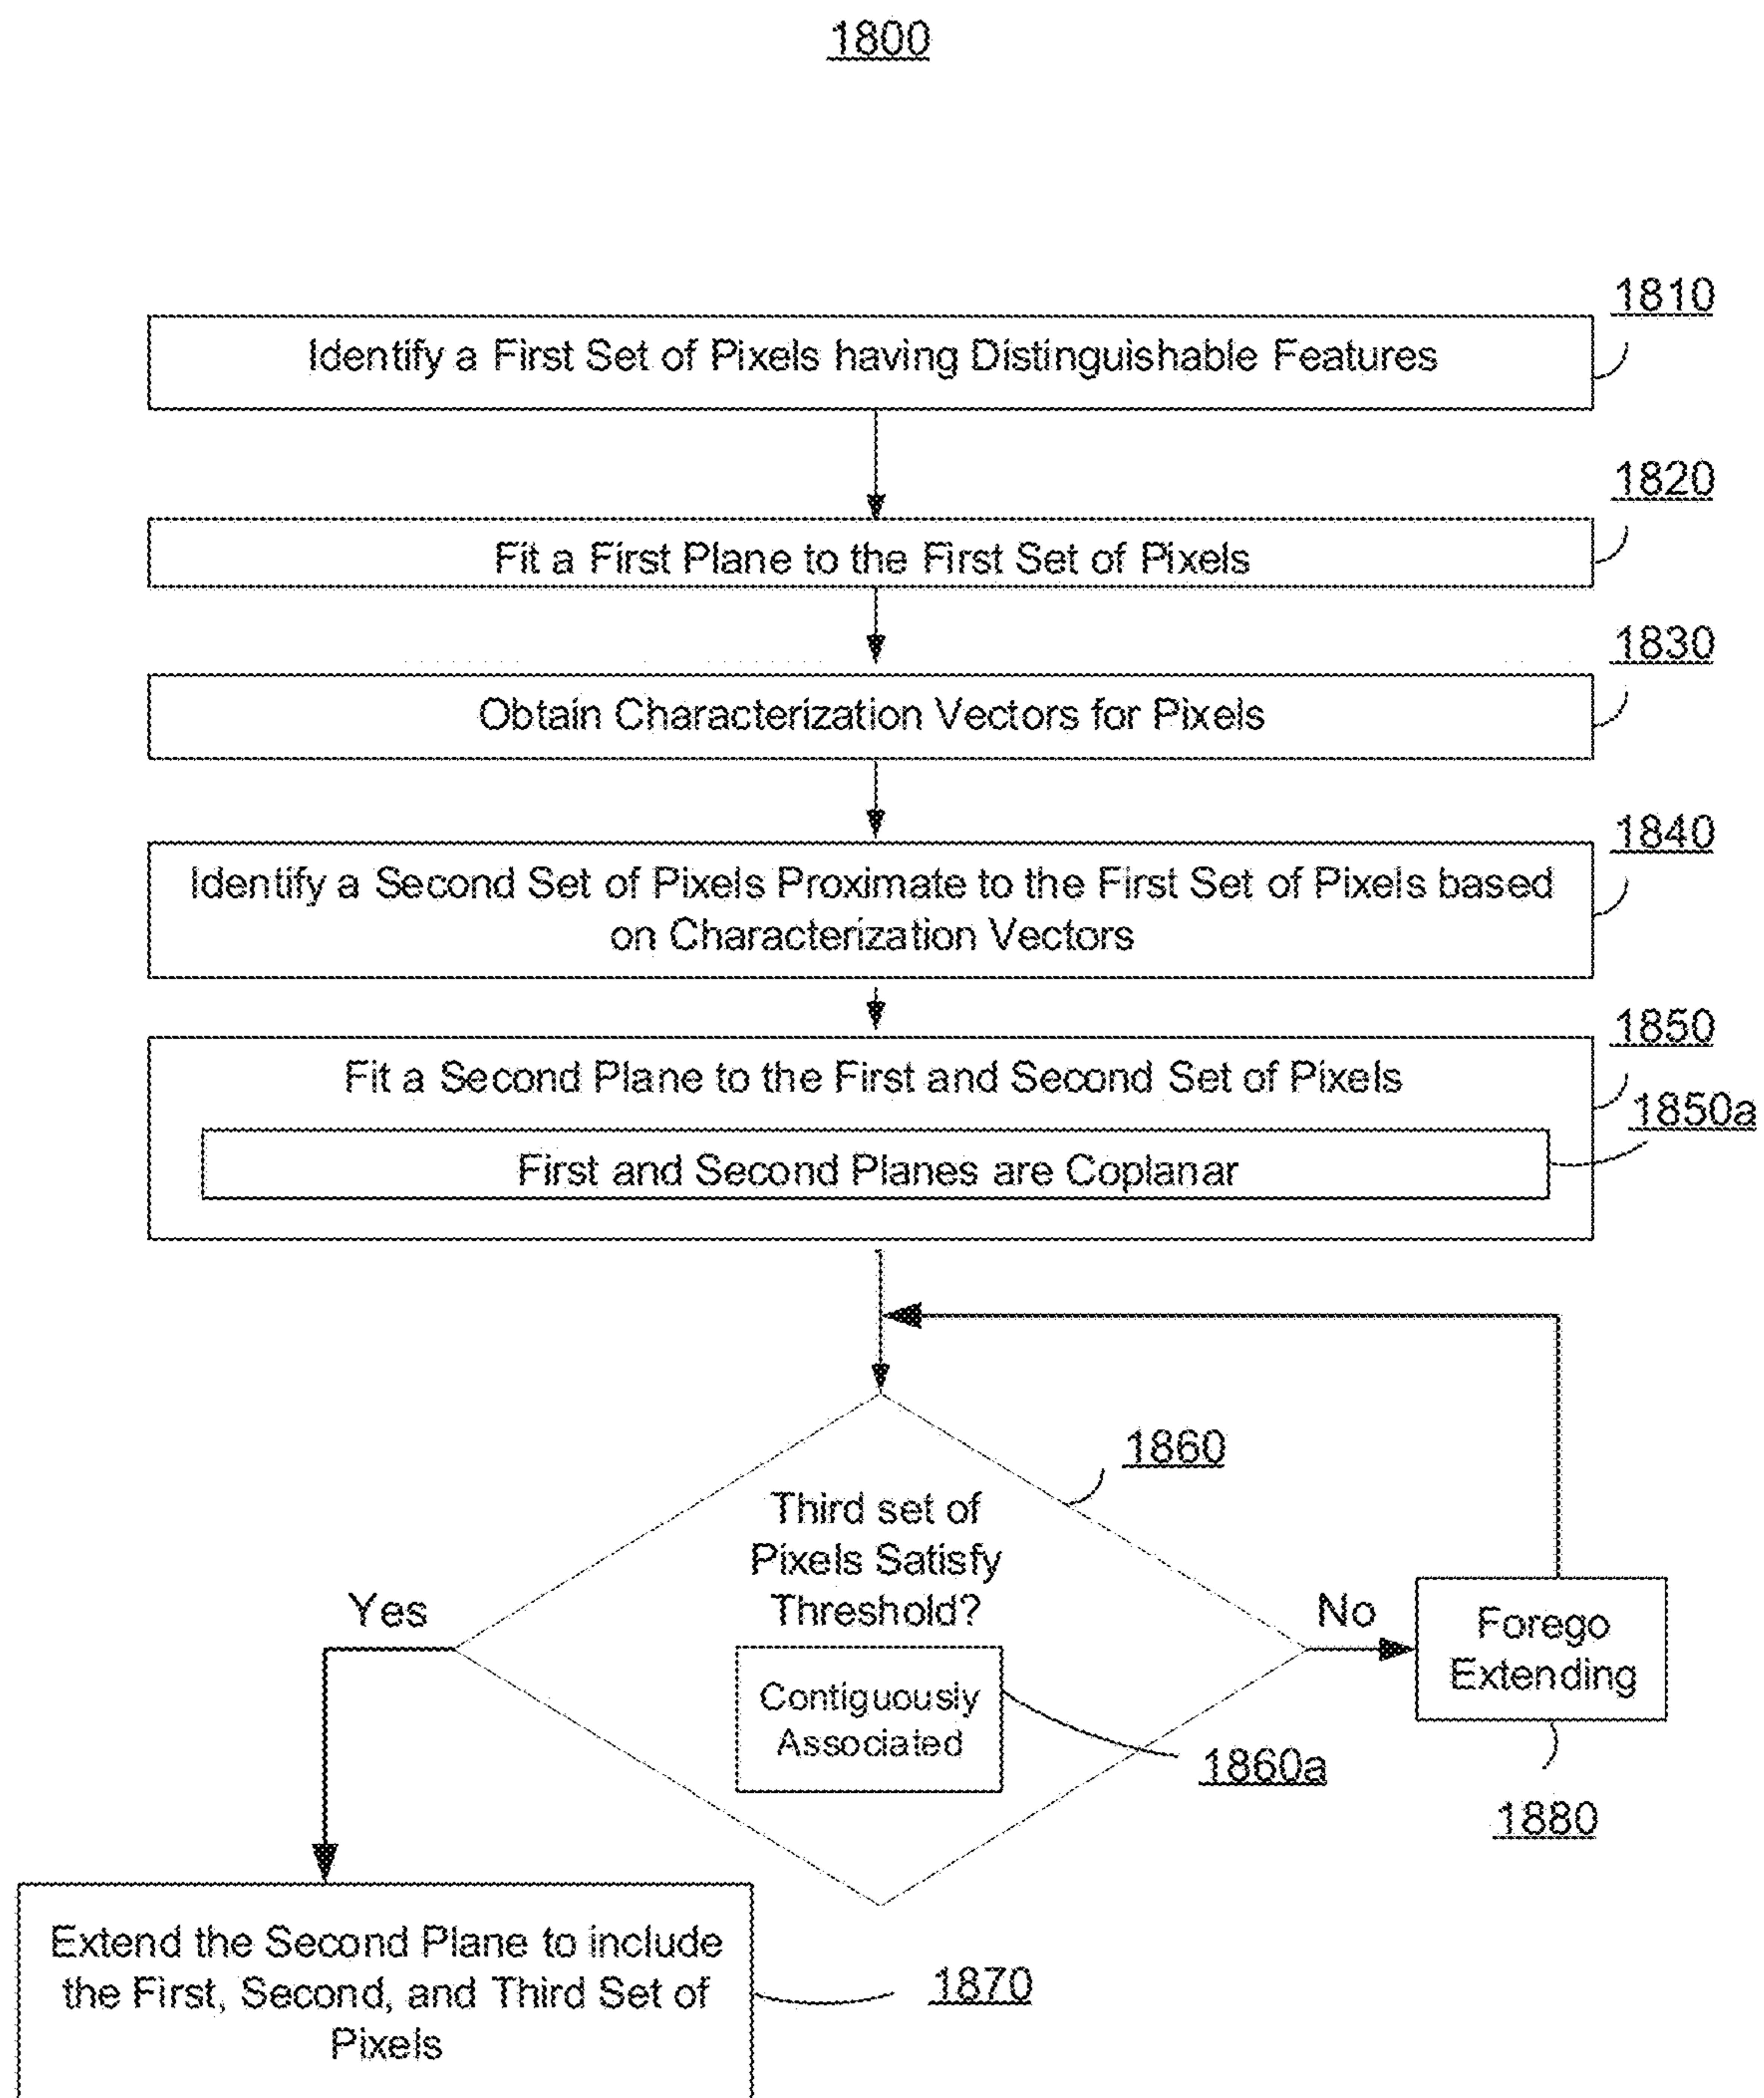 1800
1810
Identify a First Set of Pixels having Distinguishable Features
1820
Fit a First Plane to the First Set of Pixels
1830
Obtain Characterization Vectors for Pixels
1840
Identify a Second Set of Pixels Proximate to the First Set of Pixels based
on Characterization Vectors
1850
Fit a Second Plane to the First and Second Set of Pixels
1850a
First and Second Planes are Coplanar
1860
Third set of
Pixels Satisfy
Threshold?
Yes
No
Forego
Extending
Contiguously
Associated
1860a
1880
Extend the Second Plane to include
the First, Second, and Third Set of
Pixels
1870